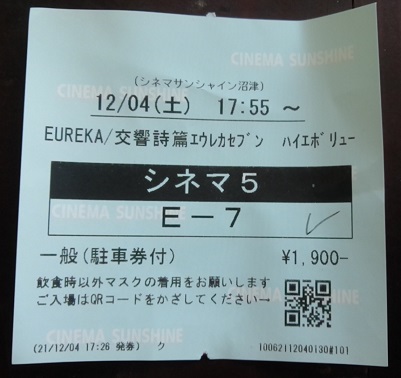 CINEMA SUNSHINE
(シネマサンシャイン沼津)
12/04(土) 17:55 ~
EUREKA/交響詩篇エウレカセブン ハイエボリュー
シネマ5
E-7
一般(駐車券付) ¥1,900-
飲食時以外マスクの着用をお願いします
ご入場はQRコードをかざしてください→
(21/12/04 17:26 発券) ク 10062112040130#101